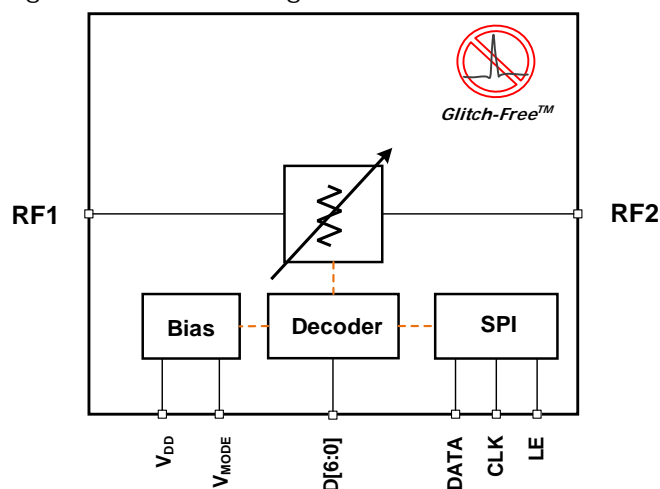 Glitch-Free™
RF1
RF2
Bias
Decoder
SPI
VDD
VMODE
D[6:0]
DATA
CLK
LE